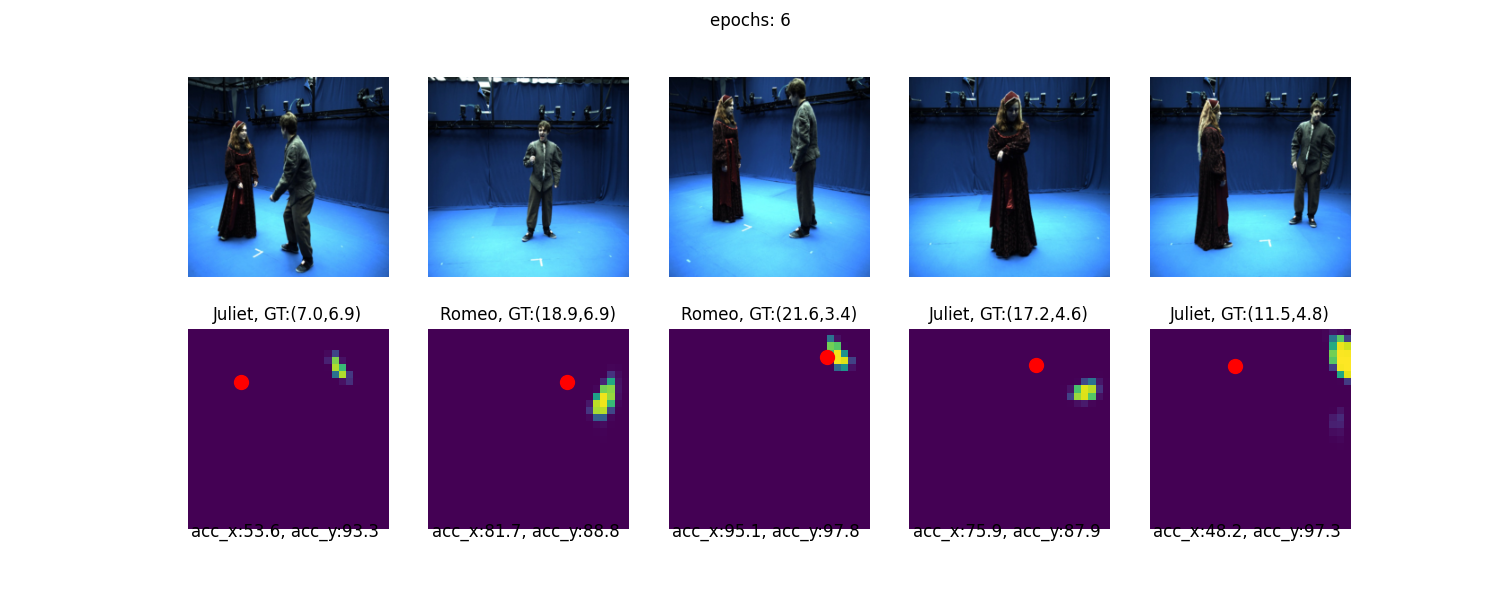 epochs: 6
Juliet, GT:(7.0,6.9)
Romeo, GT:(18.9,6.9)
Romeo, GT:(21.6,3.4)
Juliet, GT:(17.2,4.6)
Juliet, GT:(11.5,4.8)
acc_x:53.6, acc_y:93.3
acc_x:81.7, acc_y:88.8
acc_x:95.1, acc_y:97.8
acc_x:75.9, acc_y:87.9
acc_x:48.2, acc_y:97.3